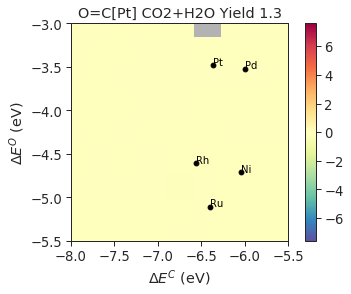 O=C[Pt] CO2+H2O Yield 1.3
−3.0
−3.5
−4.0
−4.5
−5.0
−5.5
ΔE^O (eV)
Pt
Pd
Rh
Ni
Ru
−8.0 −7.5 −7.0 −6.5 −6.0 −5.5
ΔE^C (eV)
6
4
2
0
−2
−4
−6